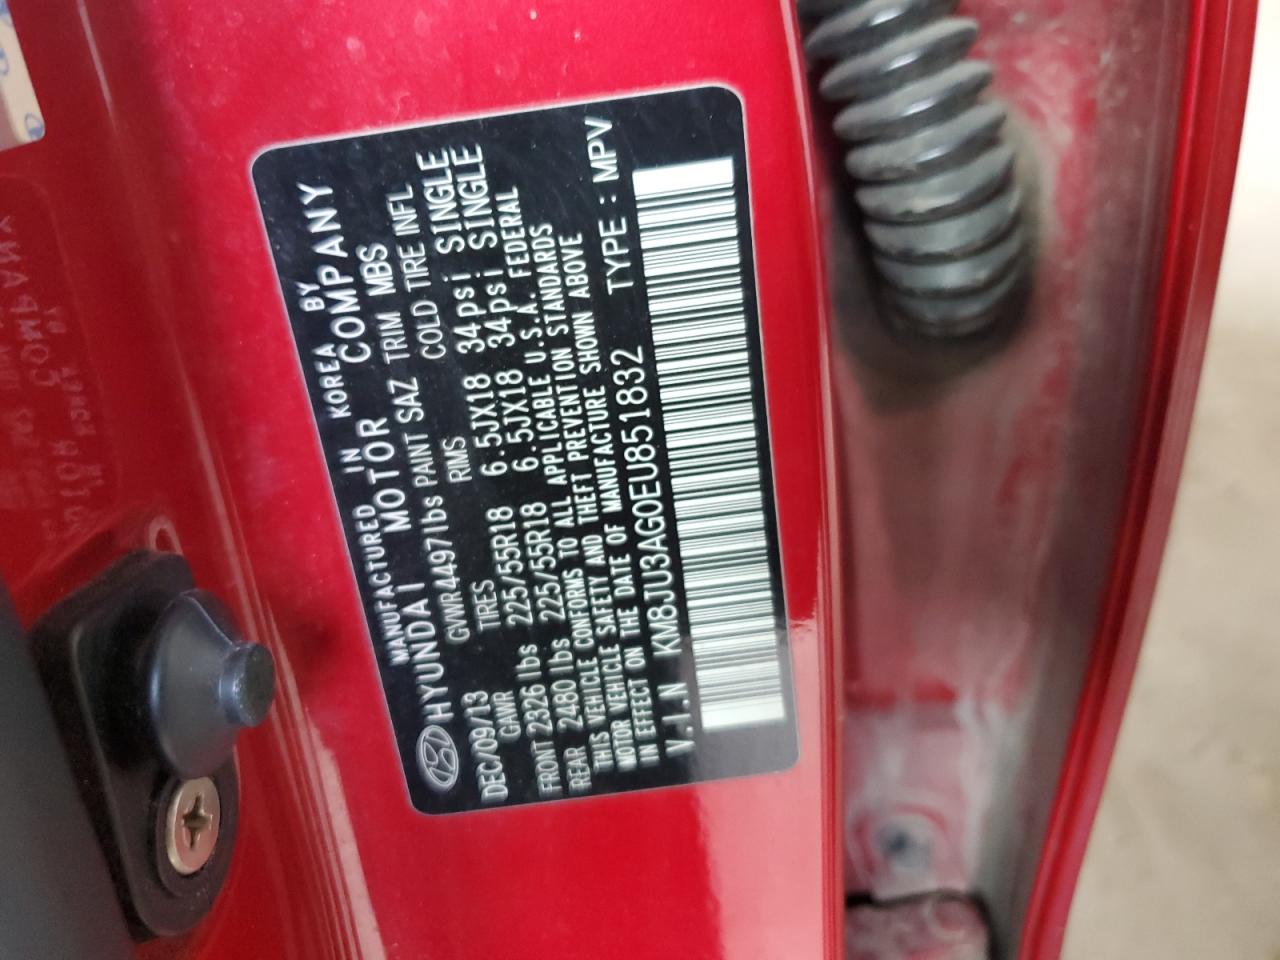 MANUFACTURED IN KOREA BY
HYUNDAI MOTOR COMPANY
GVWR4497lbs PAINT SAZ TRIM MBS
DEC/09/13 TIRES RIMS COLD TIRE INFL
GAWR
FRONT 2326 lbs 225/55R18 6.5JX18 34psi SINGLE
REAR 2480 lbs 225/55R18 6.5JX18 34psi SINGLE
THIS VEHICLE CONFORMS TO ALL APPLICABLE U.S.A. FEDERAL
MOTOR VEHICLE SAFETY AND THEFT PREVENTION STANDARDS
IN EFFECT ON THE DATE OF MANUFACTURE SHOWN ABOVE
V.I.N KM8JU3AG0EU851832 TYPE : MPV